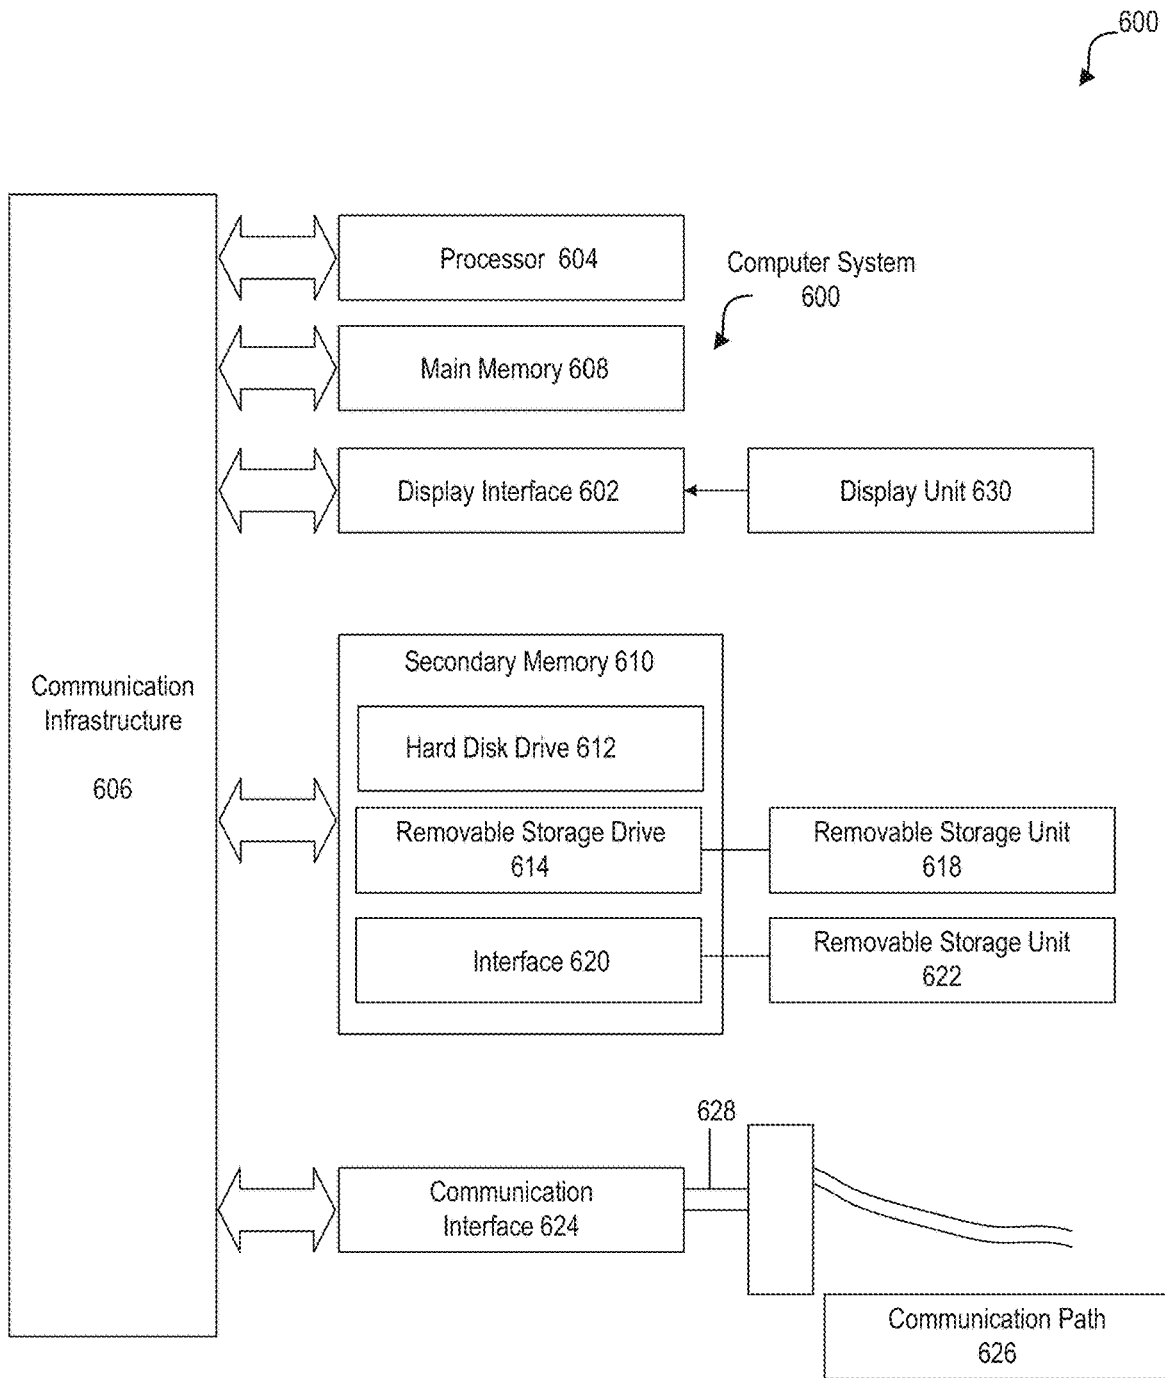 600
Processor 604
Computer System
600
Main Memory 608
Display Interface 602
Display Unit 630
Secondary Memory 610
Communication
Infrastructure
606
Hard Disk Drive 612
Removable Storage Drive
614
Removable Storage Unit
618
Interface 620
Removable Storage Unit
622
628
Communication
Interface 624
Communication Path
626